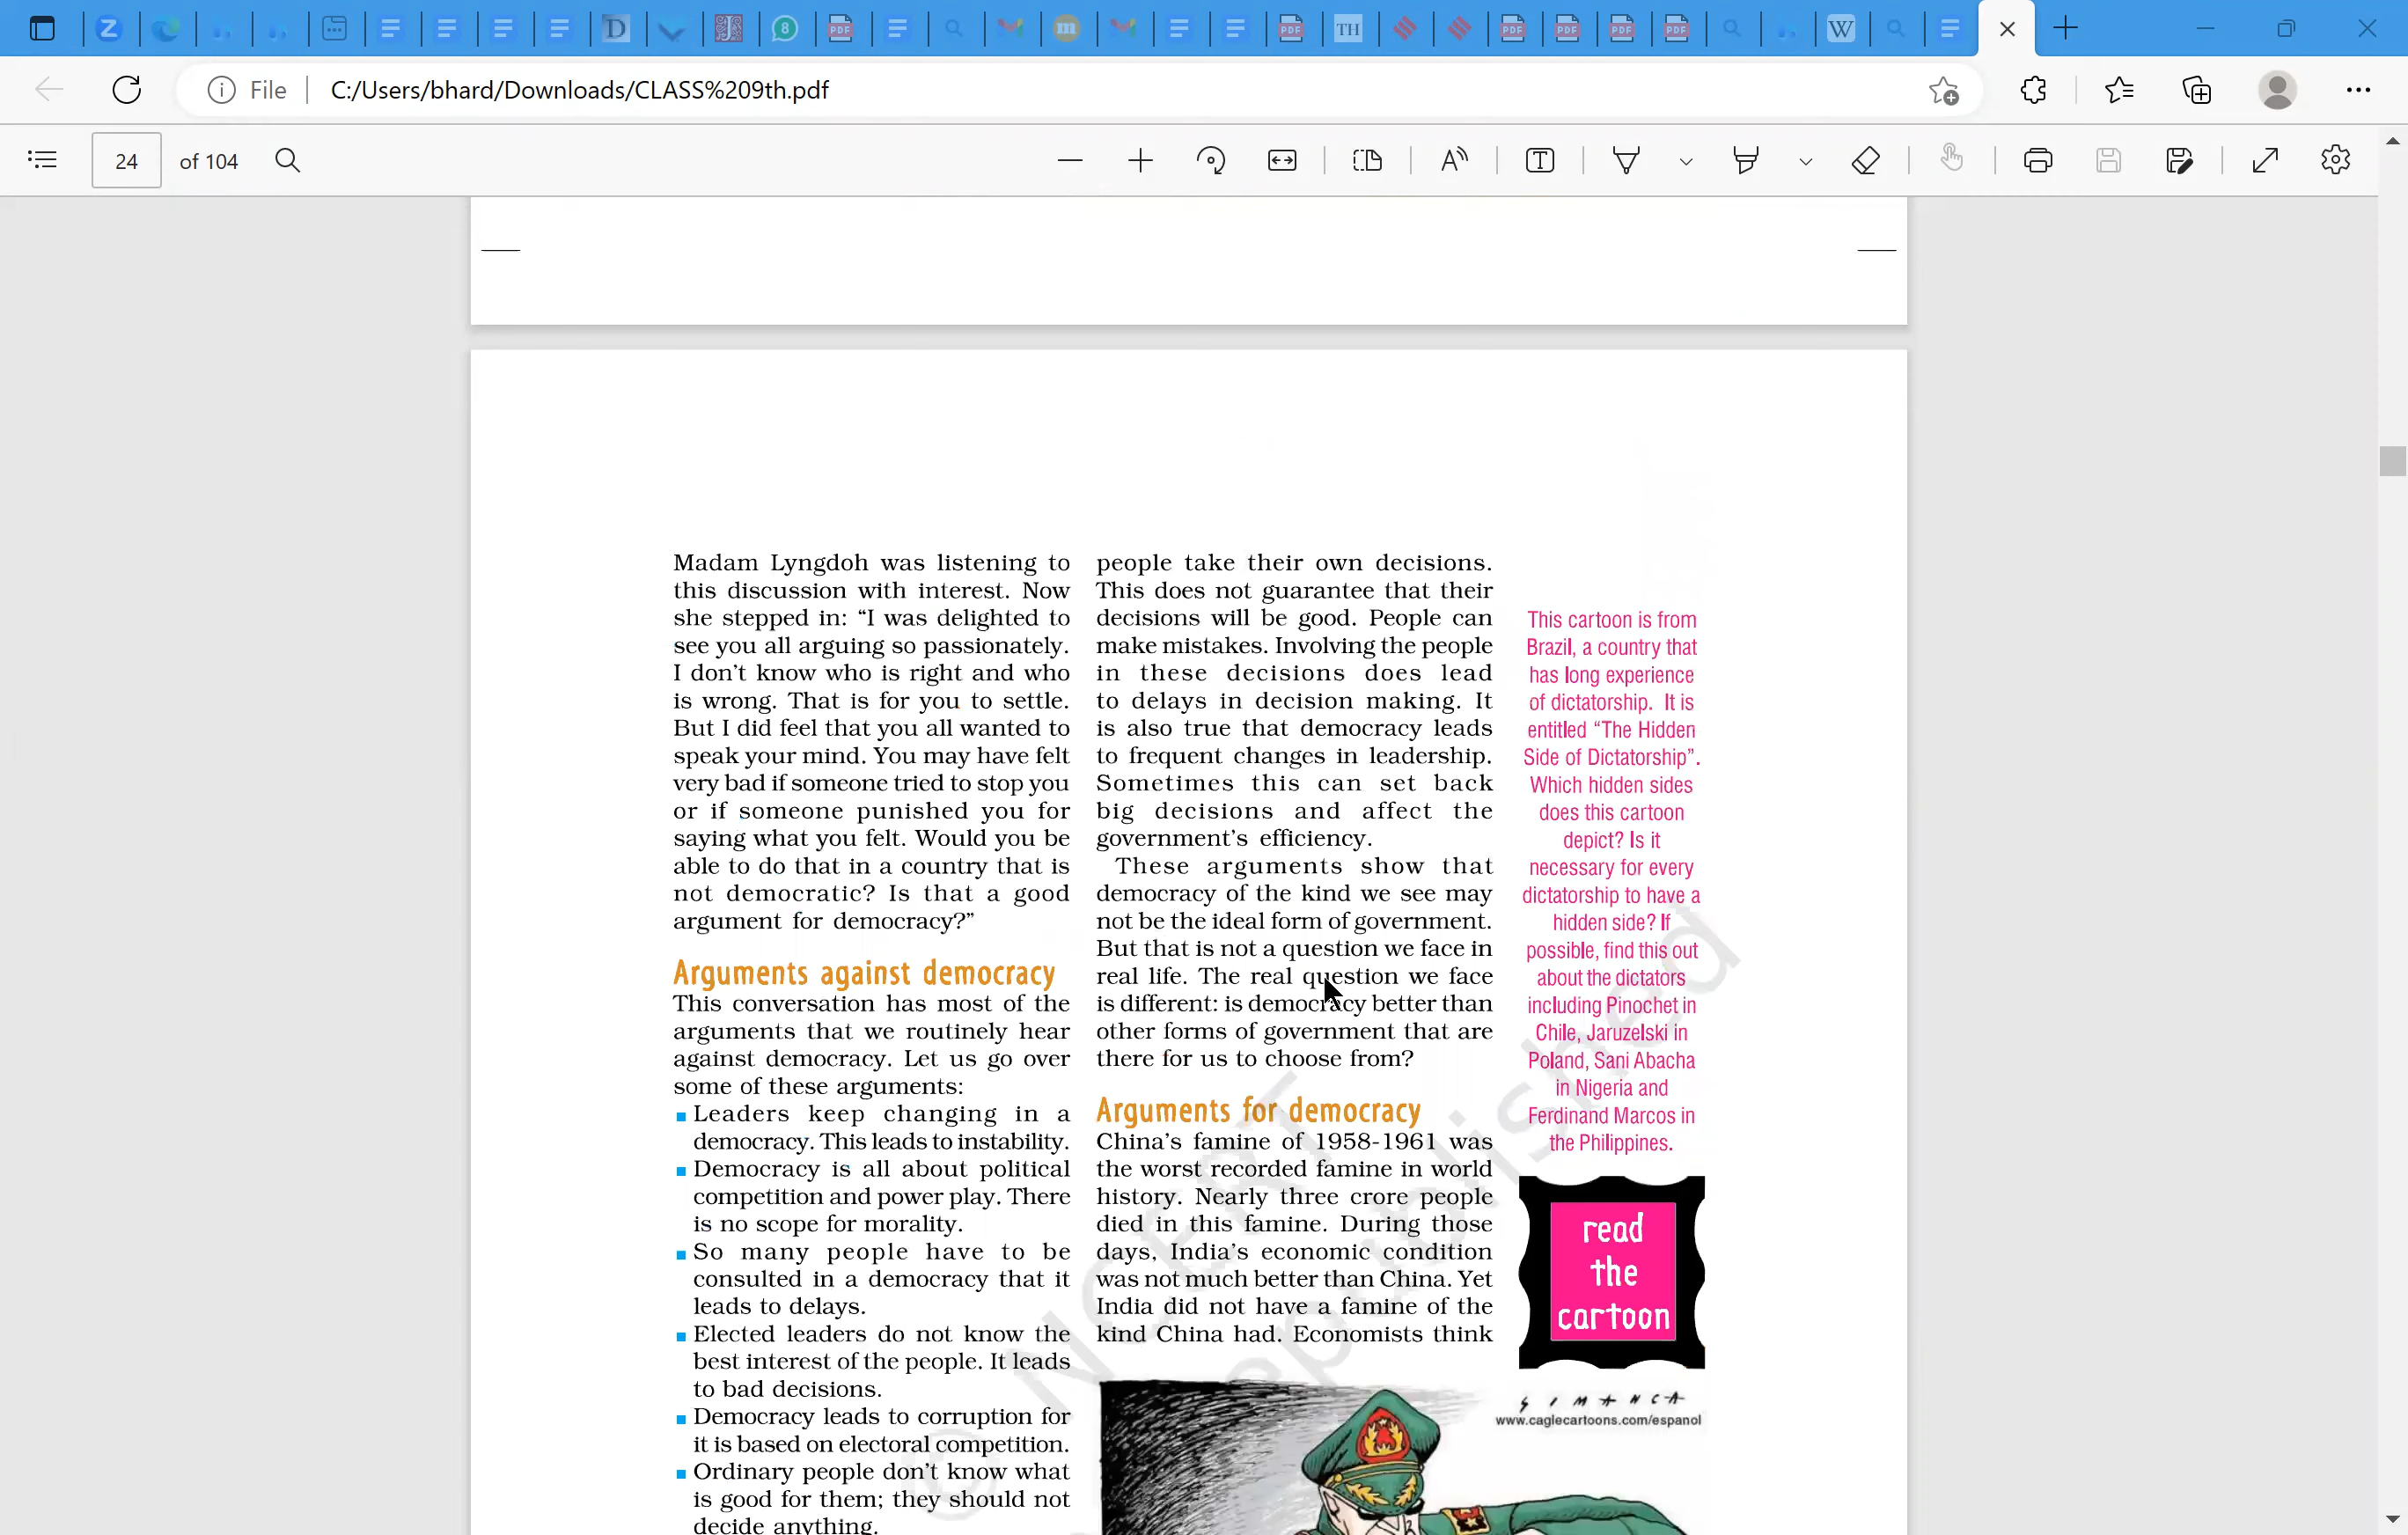 File
C:/Users/bhard/Downloads/CLASS%209th.pdf
24
of 104
Madam Lyngdoh was listening to
this discussion with interest. Now
she stepped in: “I was delighted to
see you all arguing so passionately.
I don’t know who is right and who
is wrong. That is for you to settle.
But I did feel that you all wanted to
speak your mind. You may have felt
very bad if someone tried to stop you
or if someone punished you for
saying what you felt. Would you be
able to do that in a country that is
not democratic? Is that a good
argument for democracy?”
Arguments against democracy
This conversation has most of the
arguments that we routinely hear
against democracy. Let us go over
some of these arguments:
Leaders keep changing in a
democracy. This leads to instability.
Democracy is all about political
competition and power play. There
is no scope for morality.
So many people have to be
consulted in a democracy that it
leads to delays.
Elected leaders do not know the
best interest of the people. It leads
to bad decisions.
Democracy leads to corruption for
it is based on electoral competition.
Ordinary people don’t know what
is good for them; they should not
decide anything.
people take their own decisions.
This does not guarantee that their
decisions will be good. People can
make mistakes. Involving the people
in these decisions does lead
to delays in decision making. It
is also true that democracy leads
to frequent changes in leadership.
Sometimes this can set back
big decisions and affect the
government’s efficiency.
These arguments show that
democracy of the kind we see may
not be the ideal form of government.
But that is not a question we face in
real life. The real question we face
is different: is democracy better than
other forms of government that are
there for us to choose from?
Arguments for democracy
China’s famine of 1958-1961 was
the worst recorded famine in world
history. Nearly three crore people
died in this famine. During those
days, India’s economic condition
was not much better than China. Yet
India did not have a famine of the
kind China had. Economists think
This cartoon is from
Brazil, a country that
has long experience
of dictatorship. It is
entitled “The Hidden
Side of Dictatorship”.
Which hidden sides
does this cartoon
depict? Is it
necessary for every
dictatorship to have a
hidden side? If
possible, find this out
about the dictators
including Pinochet in
Chile, Jaruzelski in
Poland, Sani Abacha
in Nigeria and
Ferdinand Marcos in
the Philippines.
read
the
cartoon
SIMANCA
www.caglecartoons.com/espanol
© NCERT
republished